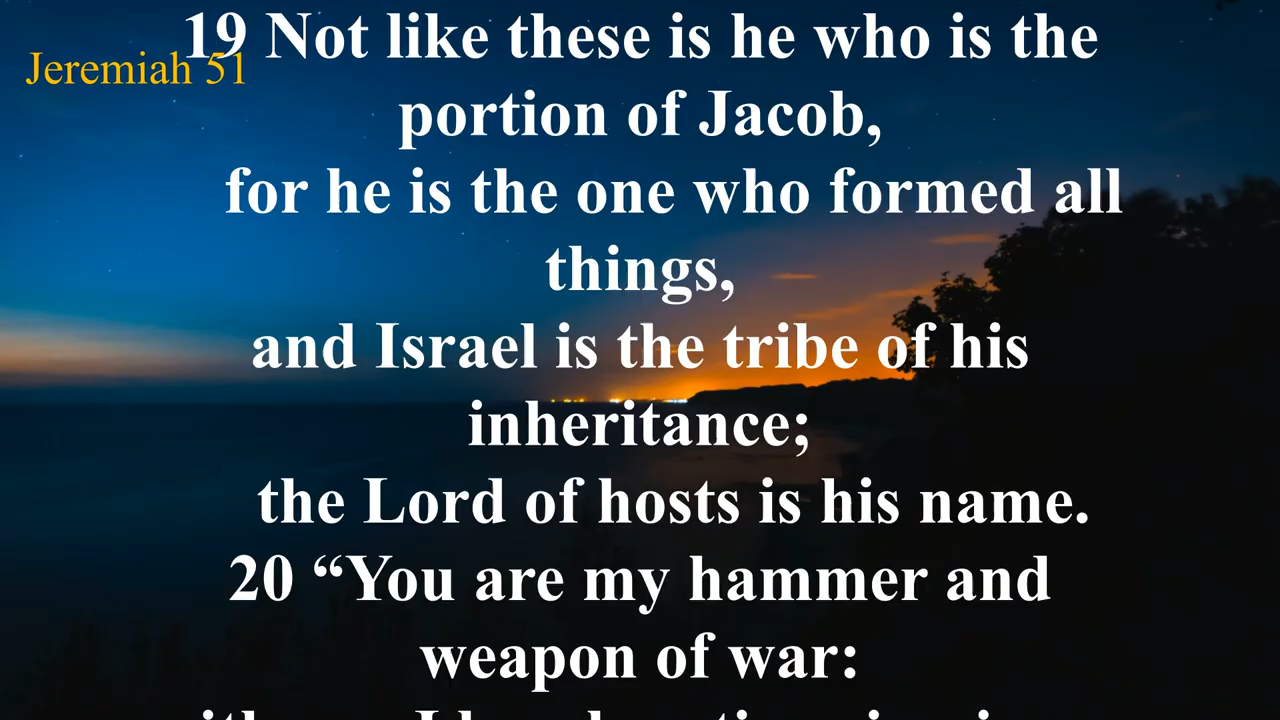 19 Not like these is he who is the
Jeremiah 51
portion of Jacob,
for he is the one who formed all
things,
and Israel is the tribe of his
inheritance;
the Lord of hosts is his name.
20 “You are my hammer and
weapon of war: